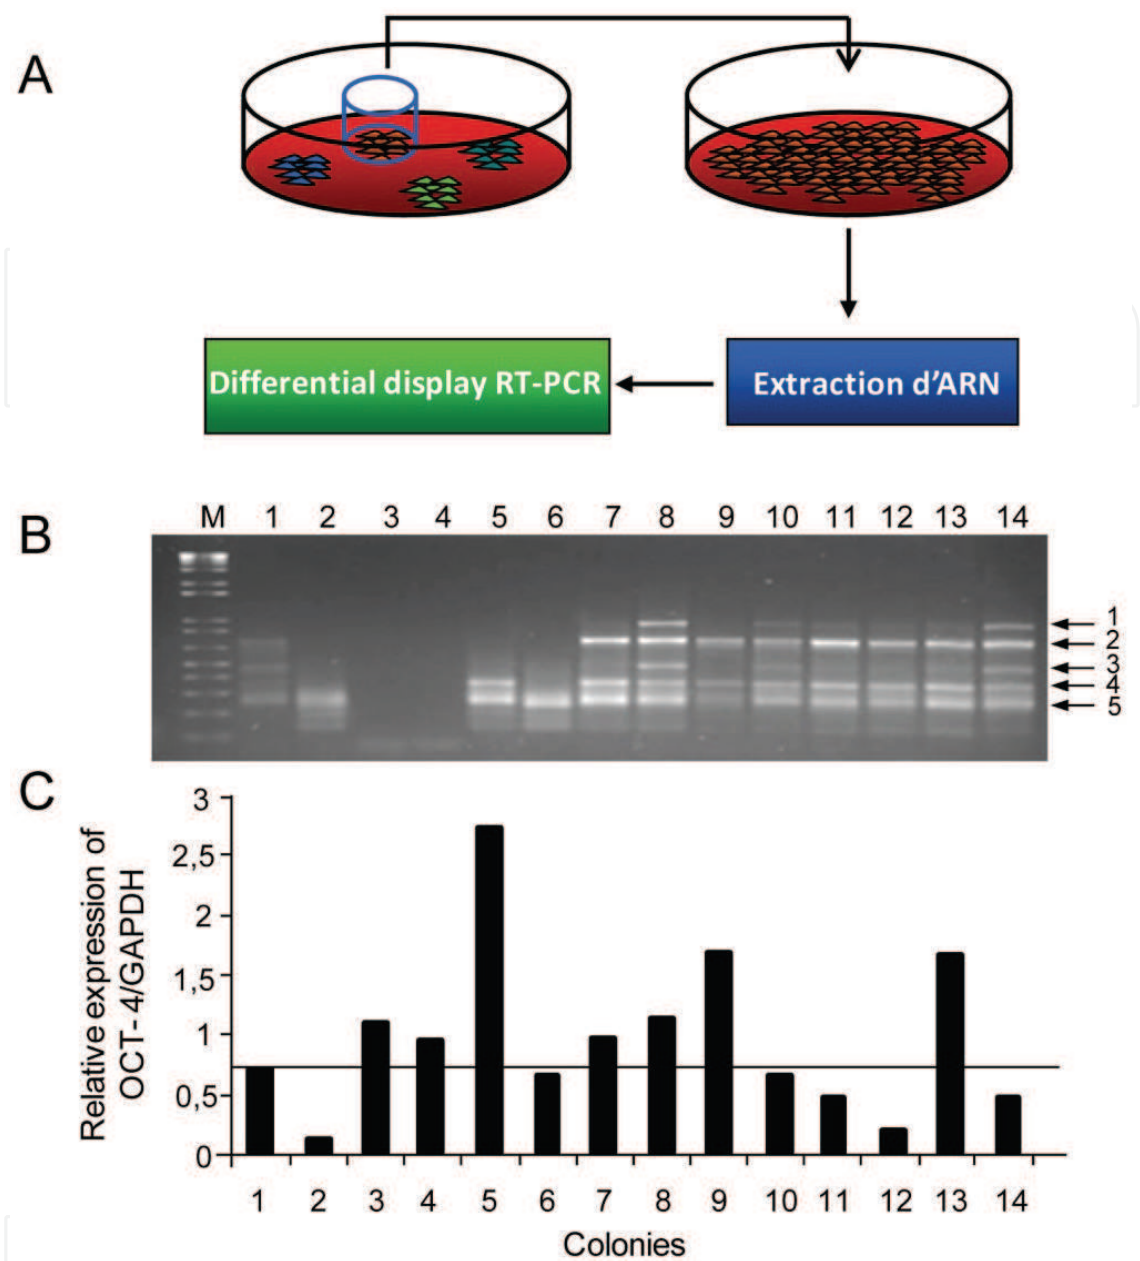 A
Differential display RT-PCR
Extraction d'ARN
B
M 1 2 3 4 5 6 7 8 9 10 11 12 13 14
1
2
3
4
5
C
Relative expression of
OCT-4/GAPDH
3
2,5
2
1,5
1
0,5
0
1 2 3 4 5 6 7 8 9 10 11 12 13 14
Colonies